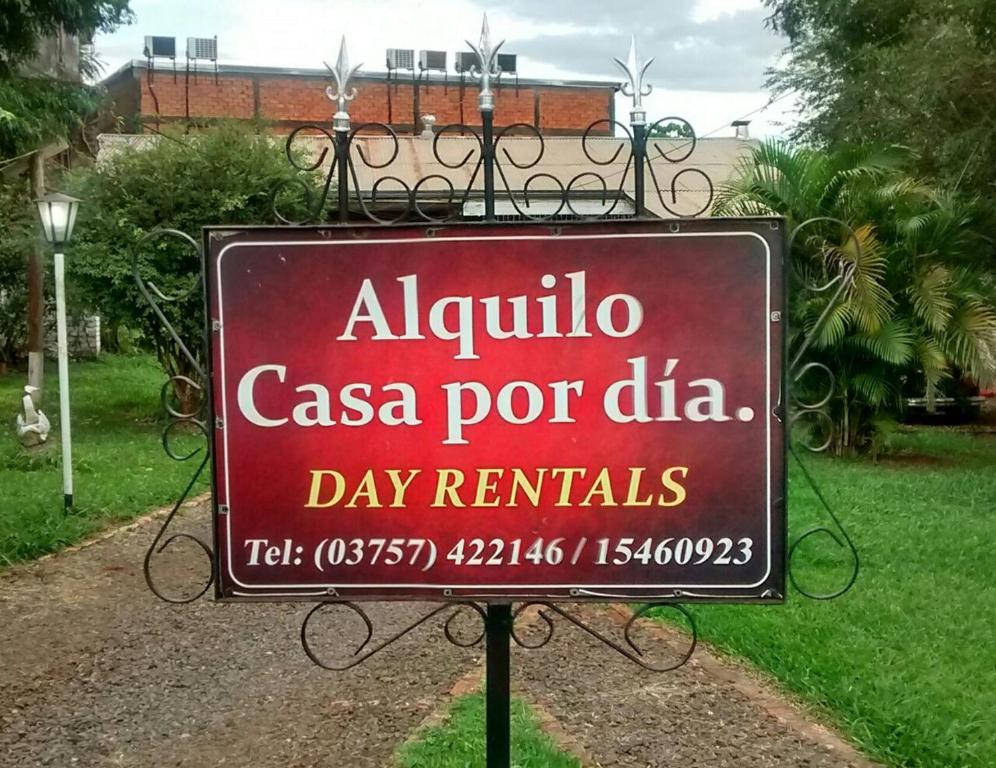 Alquilo
Casa por día.
DAY RENTALS
Tel: (03757) 422146 / 15460923